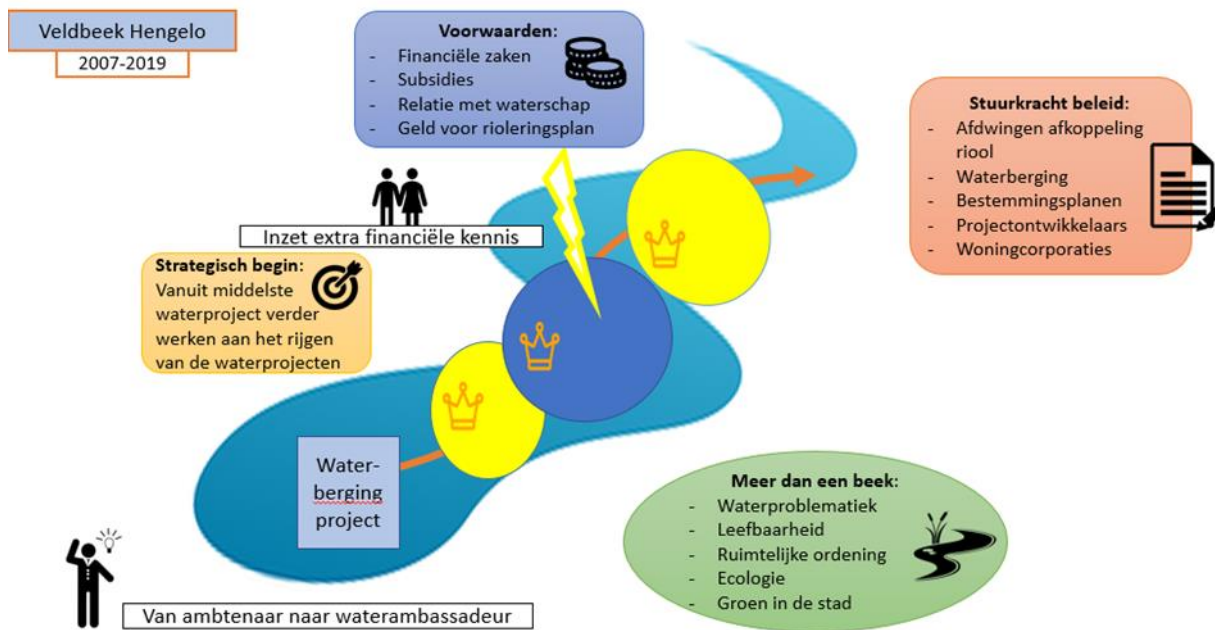 Veldbeek Hengelo
2007-2019
Voorwaarden:
- Financiële zaken
- Subsidies
- Relatie met waterschap
- Geld voor rioleringsplan
Stuurkracht beleid:
- Afdwingen afkoppeling
riool
- Waterberging
- Bestemmingsplanen
- Projectontwikkelaars
- Woningcorporaties
Inzet extra financiële kennis
Strategisch begin:
Vanuit middelste
waterproject verder
werken aan het rijgen
van de waterprojecten
Water-
berging
project
Meer dan een beek:
- Waterproblematiek
- Leefbaarheid
- Ruimtelijke ordening
- Ecologie
- Groen in de stad
Van ambtenaar naar waterambassadeur